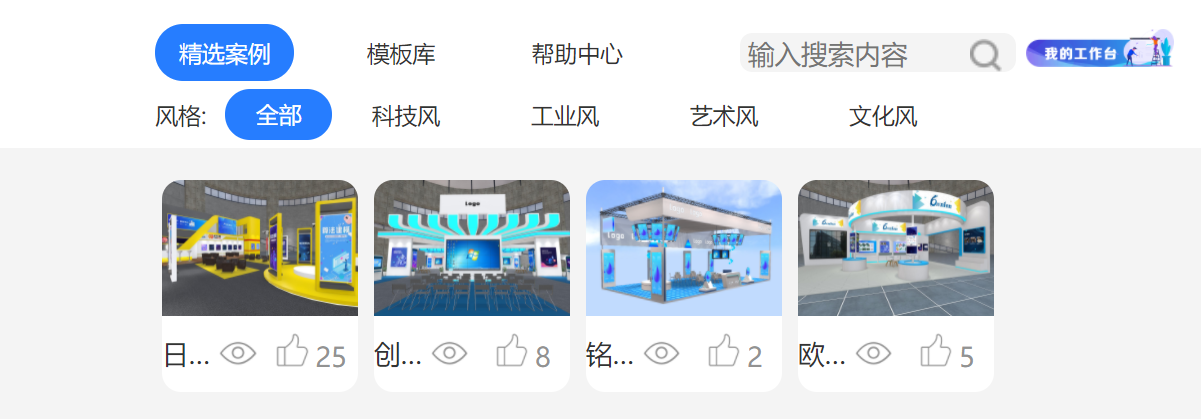 精选案例 模板库 帮助中心 输入搜索内容 我的工作台
风格: 全部 科技风 工业风 艺术风 文化风
Logo
Logo
日... 25 创... 8 铭... 2 欧... 5